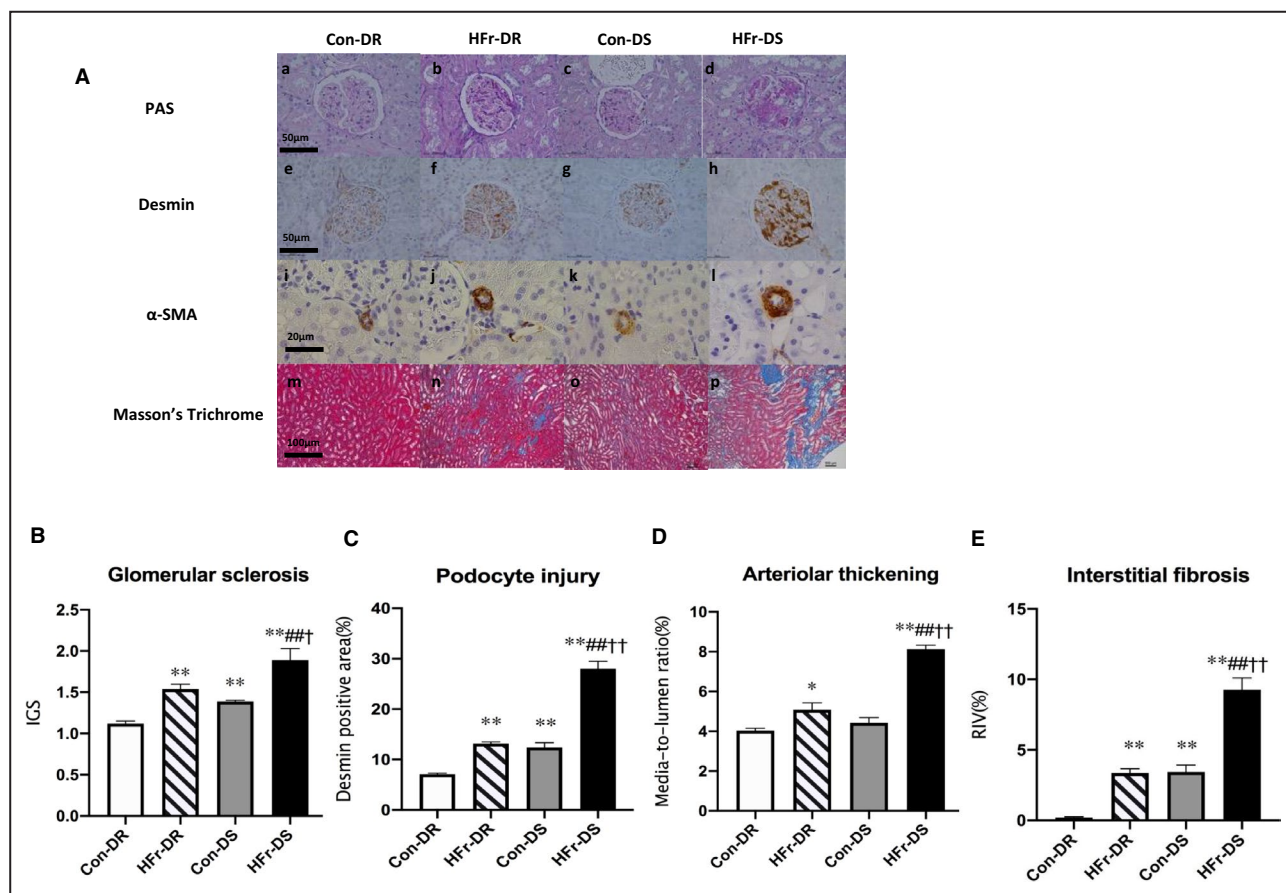 Con-DR HFr-DR Con-DS HFr-DS
A
a b c d
PAS
50µm
e f g h
Desmin
50µm
i j k l
α-SMA
20µm
m n o p
Masson’s Trichrome
100µm
B
Glomerular sclerosis
IGS
2.5
2.0
1.5
1.0
0.5
0.0
**
**
**##†
Con-DR
HFr-DR
Con-DS
HFr-DS
C
Podocyte injury
Desmin positive area(%)
40
30
20
10
0
**
**
**##††
Con-DR
HFr-DR
Con-DS
HFr-DS
D
Arteriolar thickening
Media-to-lumen ratio(%)
10
8
6
4
2
0
*
**##††
Con-DR
HFr-DR
Con-DS
HFr-DS
E
Interstitial fibrosis
RIV(%)
15
10
5
0
**
**
**##††
Con-DR
HFr-DR
Con-DS
HFr-DS